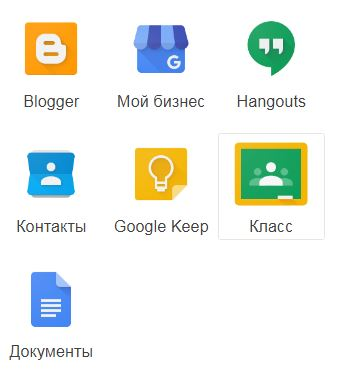 Blogger
Мой бизнес
Hangouts
Контакты
Google Keep
Класс
Документы